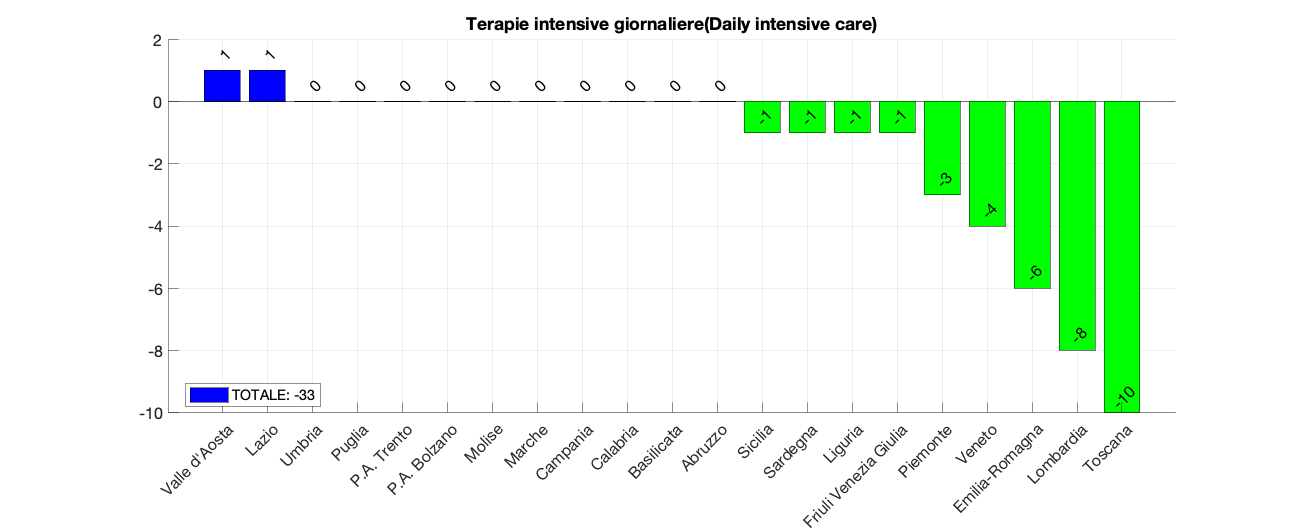 Terapie intensive giornaliere(Daily intensive care)
2
0
-2
-4
-6
-8
-10
1
1
0
0
0
0
0
0
0
0
0
0
-1
-1
-1
-1
-3
-4
-6
-8
-10
TOTALE: -33
Valle d'Aosta
Lazio
Umbria
Puglia
P.A. Trento
P.A. Bolzano
Molise
Marche
Campania
Calabria
Basilicata
Abruzzo
Sicilia
Sardegna
Liguria
Friuli Venezia Giulia
Piemonte
Veneto
Emilia-Romagna
Lombardia
Toscana